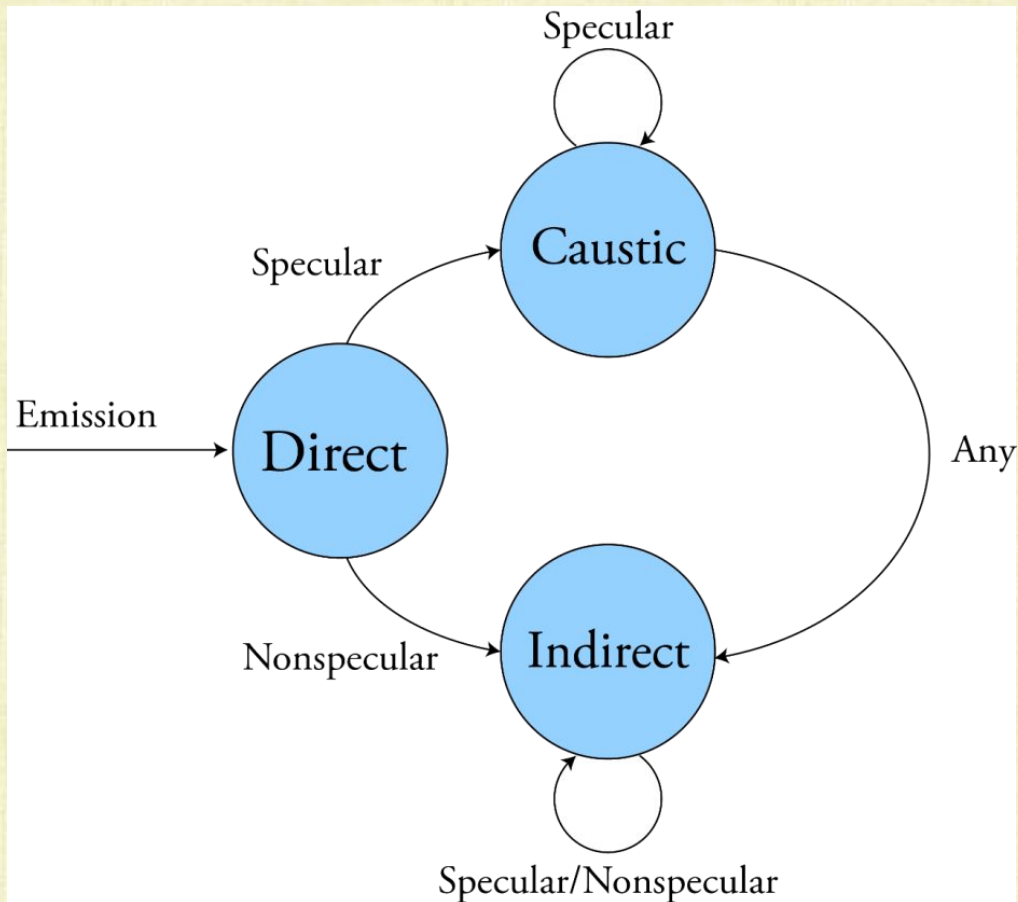 Specular
Caustic
Specular
Emission
Direct
Any
Nonspecular
Indirect
Specular/Nonspecular